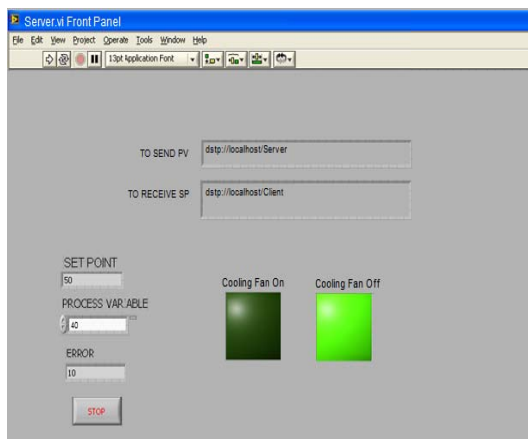 Server.vi Front Panel
File Edit View Project Operate Tools Window Help
13pt Application Font
TO SEND PV dstp://localhost/Server
TO RECEIVE SP dstp://localhost/Client
SET POINT
50
Cooling Fan On Cooling Fan Off
PROCESS VARIABLE
40
ERROR
10
STOP